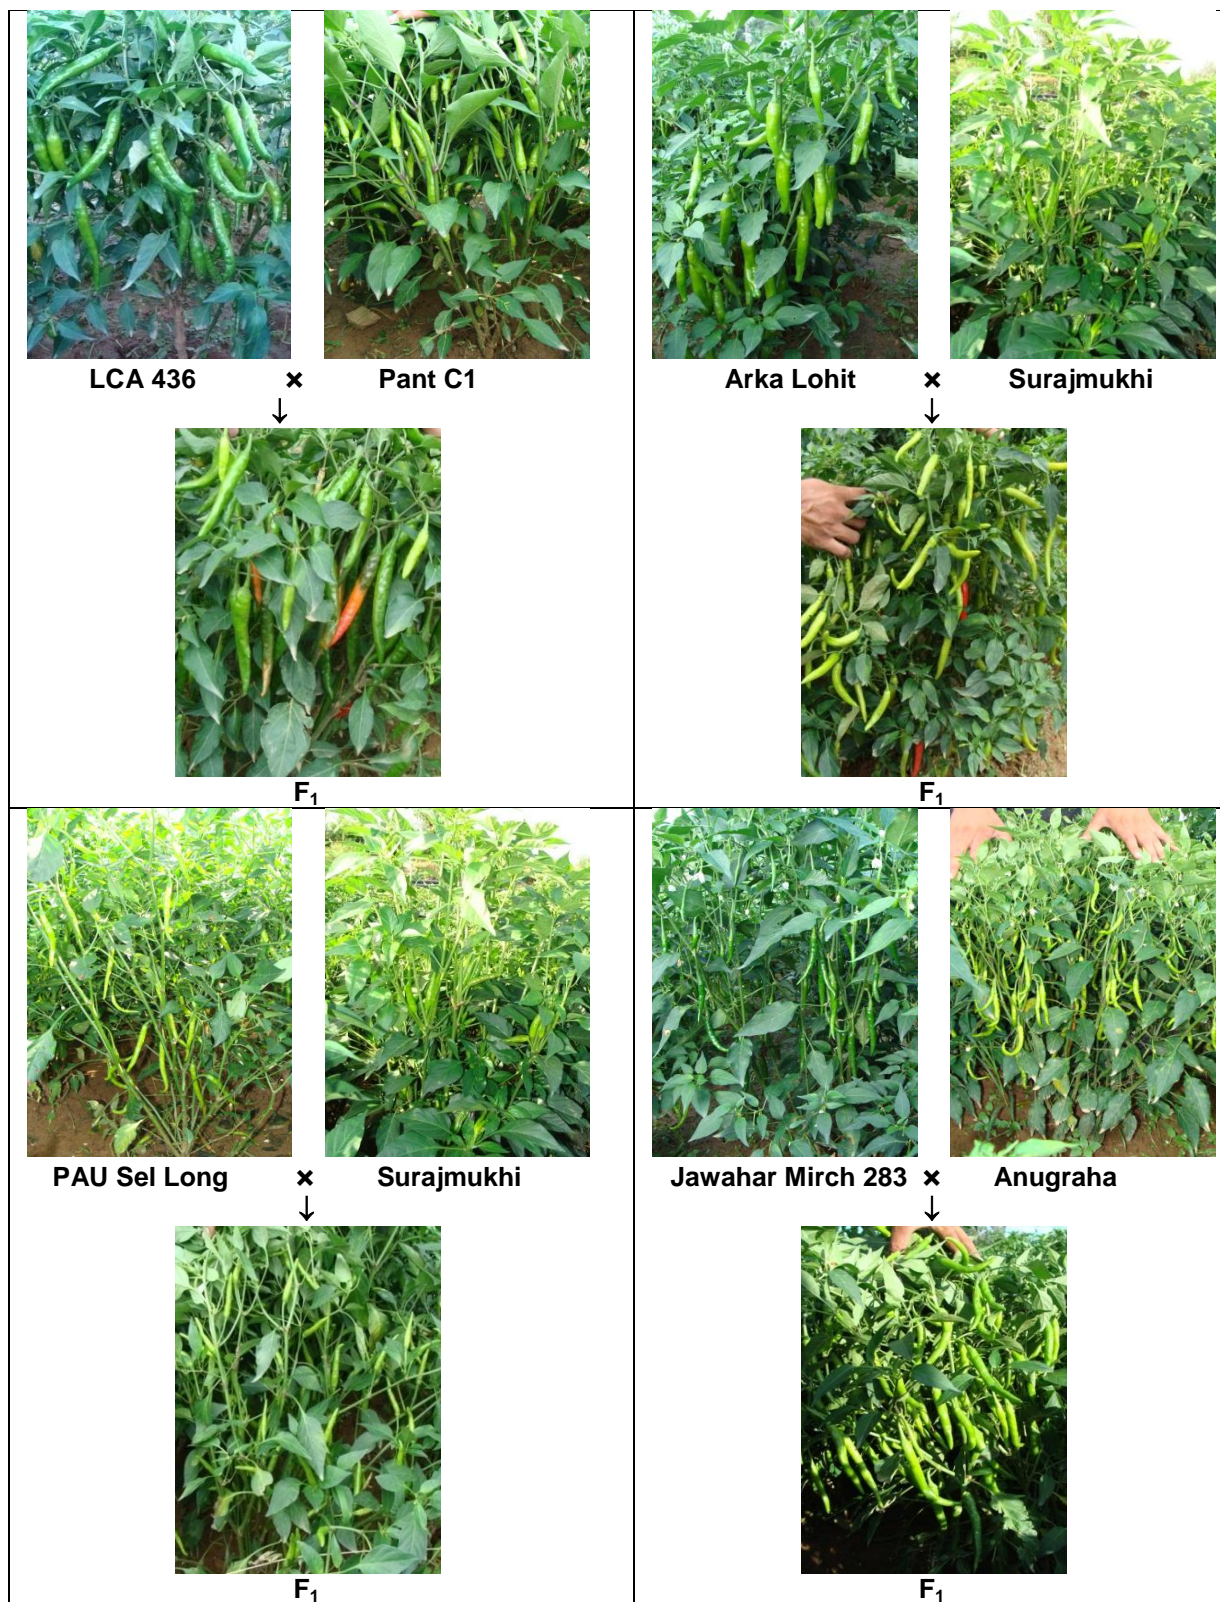 LCA 436 × Pant C1
↓
F₁
Arka Lohit × Surajmukhi
↓
F₁
PAU Sel Long × Surajmukhi
↓
F₁
Jawahar Mirch 283 × Anugraha
↓
F₁